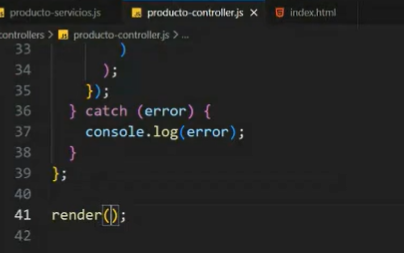 producto-servicios.js producto-controller.js × index.html
controllers > producto-controller.js > ...
33 )
34 );
35 });
36 } catch (error) {
37 console.log(error);
38 }
39 };
40
41 render();
42